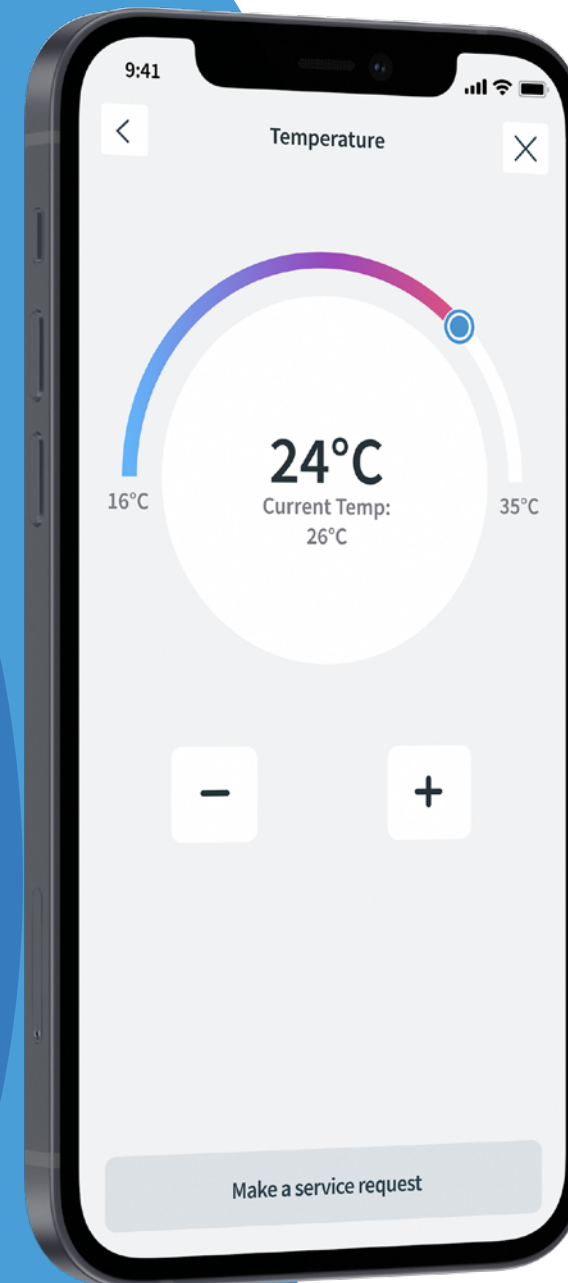 9:41
Temperature
24°C
Current Temp:
26°C
16°C
35°C
Make a service request